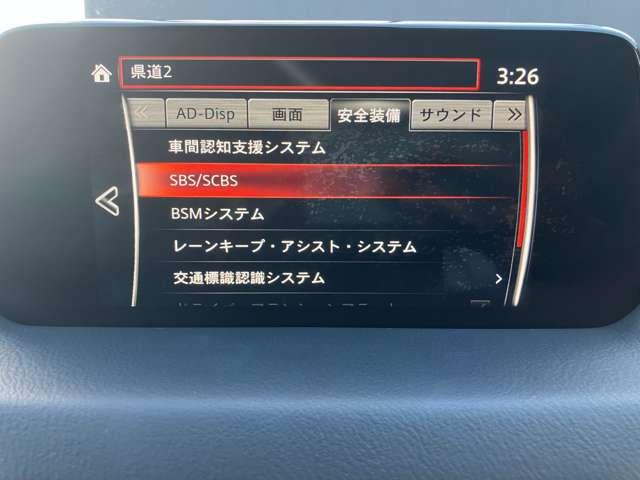 県道2 3:26
≪ AD-Disp 画面 安全装備 サウンド ≫
車間認知支援システム
SBS/SCBS
BSMシステム
レーンキープ・アシスト・システム
交通標識認識システム